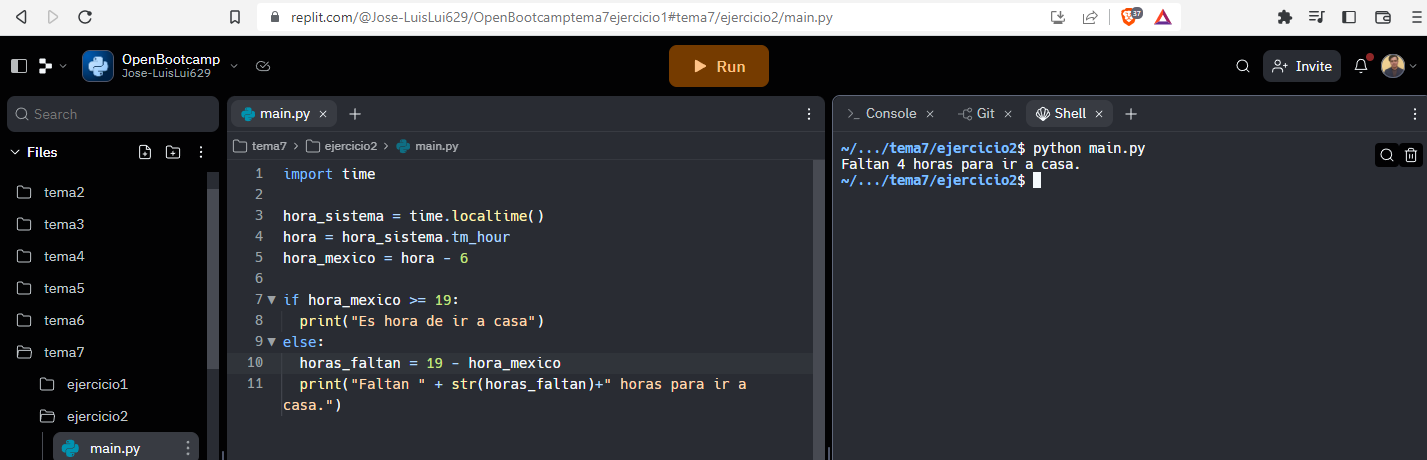 replit.com/@Jose-LuisLui629/OpenBootcamptema7ejercicio1#tema7/ejercicio2/main.py
37
OpenBootcamp
Jose-LuisLui629
Run
Invite
Search
Files
tema2
tema3
tema4
tema5
tema6
tema7
ejercicio1
ejercicio2
main.py
main.py
tema7 > ejercicio2 > main.py
1 import time
2
3 hora_sistema = time.localtime()
4 hora = hora_sistema.tm_hour
5 hora_mexico = hora - 6
6
7 if hora_mexico >= 19:
8 print("Es hora de ir a casa")
9 else:
10 horas_faltan = 19 - hora_mexico
11 print("Faltan " + str(horas_faltan)+" horas para ir a
casa.")
Console Git Shell
~/.../tema7/ejercicio2$ python main.py
Faltan 4 horas para ir a casa.
~/.../tema7/ejercicio2$